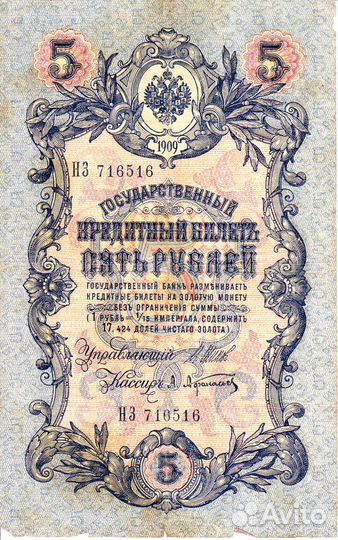 5 5
1909
НЗ 716516
ГОСУДАРСТВЕННЫЙ
КРЕДИТНЫЙ БИЛЕТЪ
ПЯТЬ РУБЛЕЙ
ГОСУДАРСТВЕННЫЙ БАНКЪ РАЗМѢНИВАЕТЪ
КРЕДИТНЫЕ БИЛЕТЫ НА ЗОЛОТУЮ МОНЕТУ
БЕЗЪ ОГРАНИЧЕНІЯ СУММЫ
(1 РУБЛЬ = 1/15 ИМПЕРІАЛА, СОДЕРЖИТЪ
17,424 ДОЛЕЙ ЧИСТАГО ЗОЛОТА)
Управляющій
Кассиръ А. Афанасьев
НЗ 716516
5
Avito